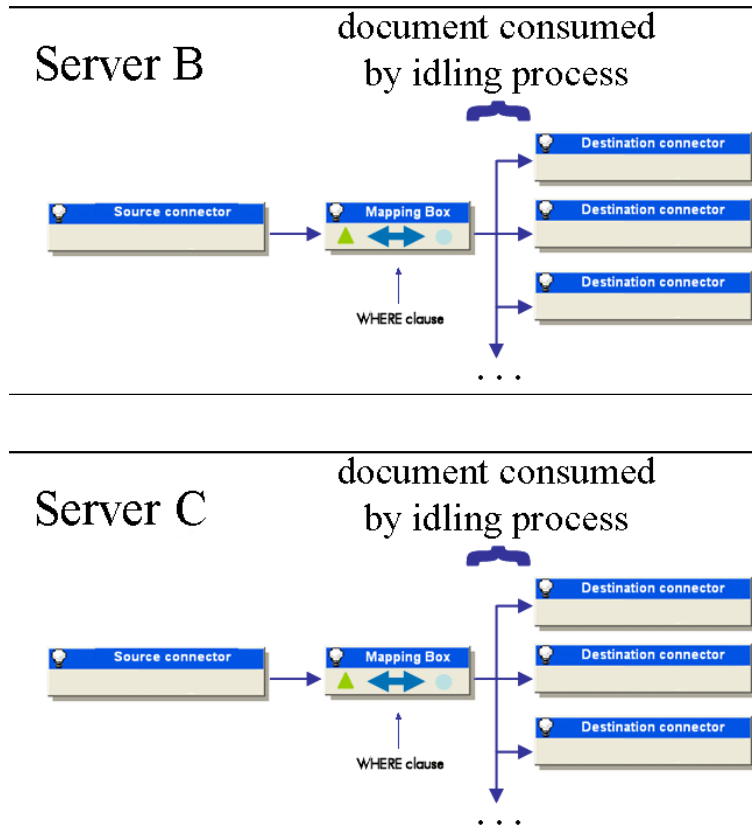 document consumed
Server B
by idling process
Destination connector
Source connector
Mapping Box
Destination connector
Destination connector
WHERE clause
. . .
document consumed
Server C
by idling process
Destination connector
Source connector
Mapping Box
Destination connector
Destination connector
WHERE clause
. . .